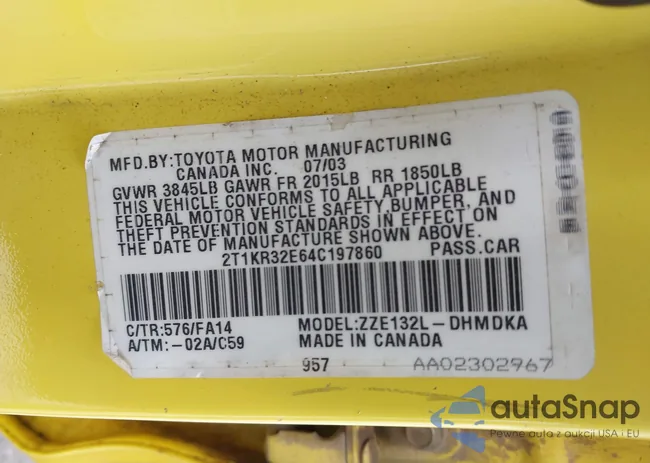 MFD.BY:TOYOTA MOTOR MANUFACTURING
CANADA INC. 07/03
GVWR 3845LB GAWR FR 2015LB RR 1850LB
THIS VEHICLE CONFORMS TO ALL APPLICABLE
FEDERAL MOTOR VEHICLE SAFETY,BUMPER, AND
THEFT PREVENTION STANDARDS IN EFFECT ON
THE DATE OF MANUFACTURE SHOWN ABOVE.
2T1KR32E64C197860 PASS.CAR
C/TR:576/FA14 MODEL:ZZE132L-DHMDKA
A/TM:-02A/C59 MADE IN CANADA
957 AA02302967
autaSnap
Pewne auta z aukcji USA i EU